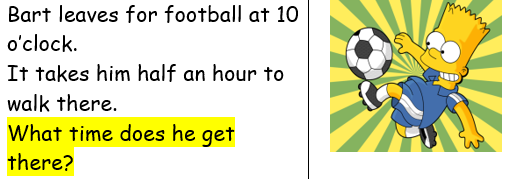 Bart leaves for football at 10
o’clock.
It takes him half an hour to
walk there.
What time does he get
there?